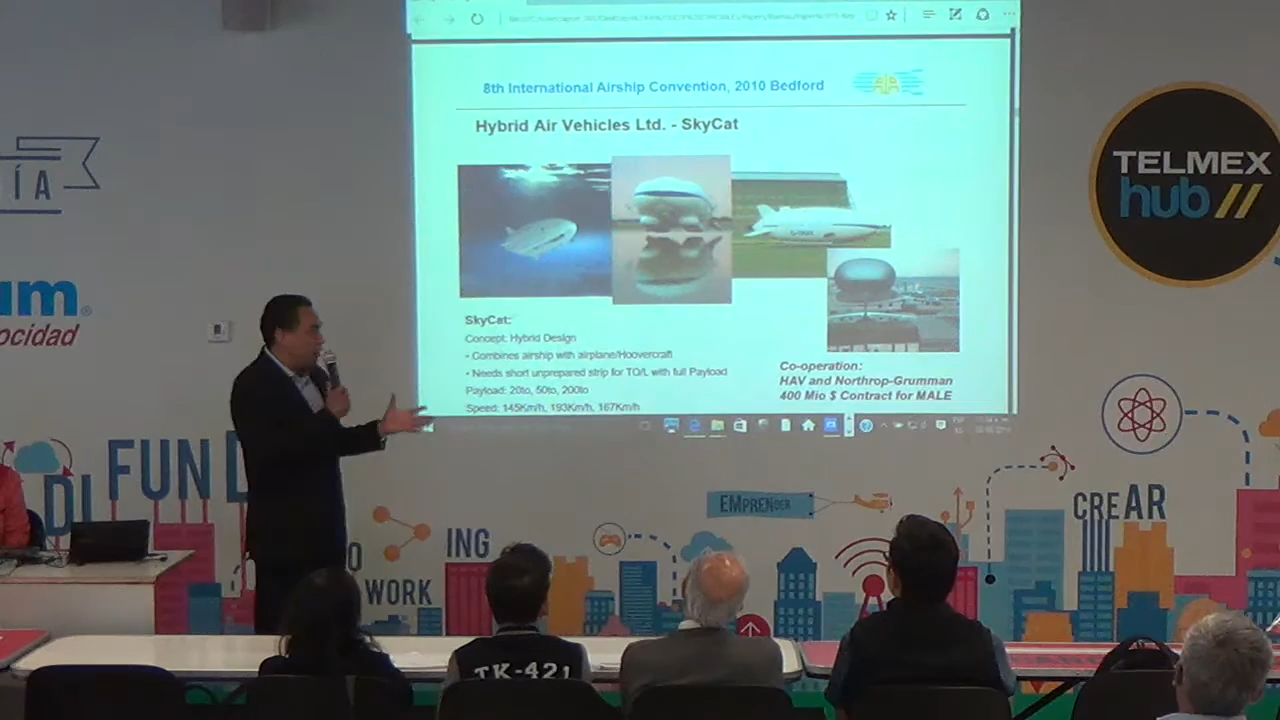 8th International Airship Convention, 2010 Bedford
Hybrid Air Vehicles Ltd. - SkyCat
SkyCat:
Concept: Hybrid Design
• Combines airship with airplane/Hoovercraft
• Needs short unprepared strip for TO/L with full Payload
Payload: 20to, 50to, 200to
Speed: 145Km/h, 193Km/h, 167Km/h
Co-operation:
HAV and Northrop-Grumman
400 Mio $ Contract for MALE
TELMEX
hub//
ÍA
um®
ocidad
DI
FUN
EMPRENDER
CREAR
ING
WORK
TK-421